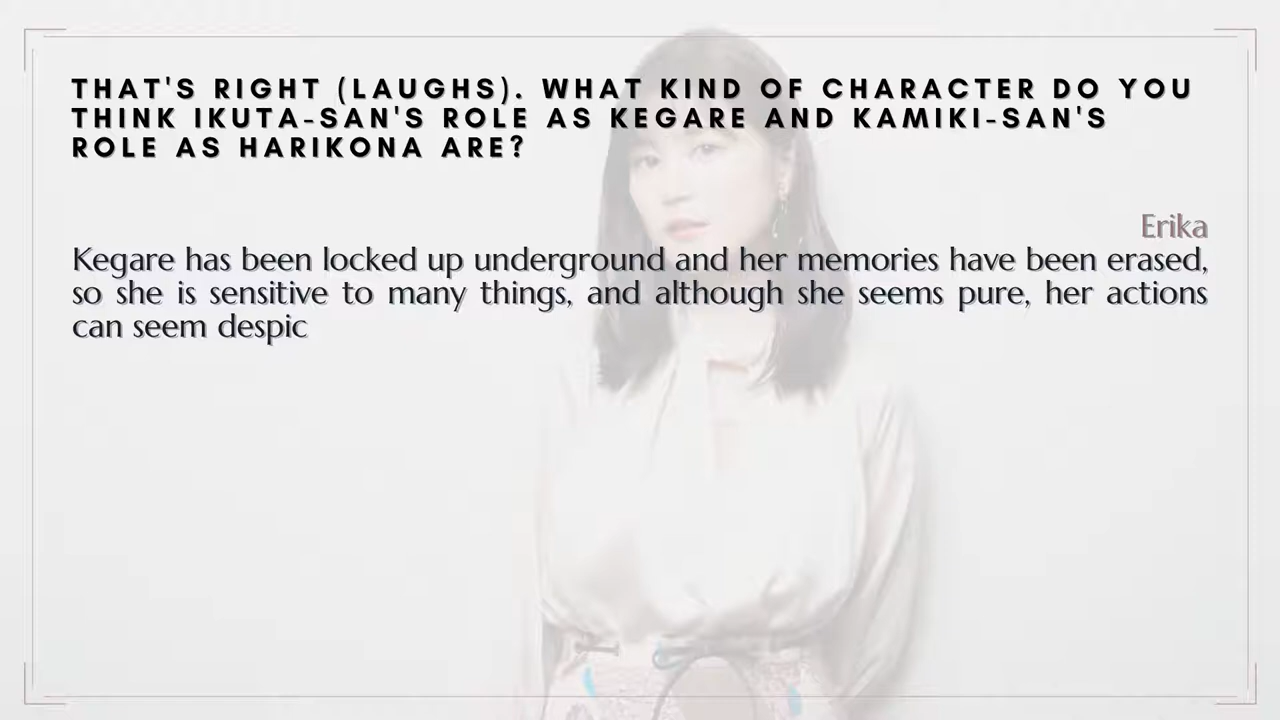 THAT'S RIGHT (LAUGHS). WHAT KIND OF CHARACTER DO YOU
THINK IKUTA-SAN'S ROLE AS KEGARE AND KAMIKI-SAN'S
ROLE AS HARIKONA ARE?
Erika
Kegare has been locked up underground and her memories have been erased,
so she is sensitive to many things, and although she seems pure, her actions
can seem despic